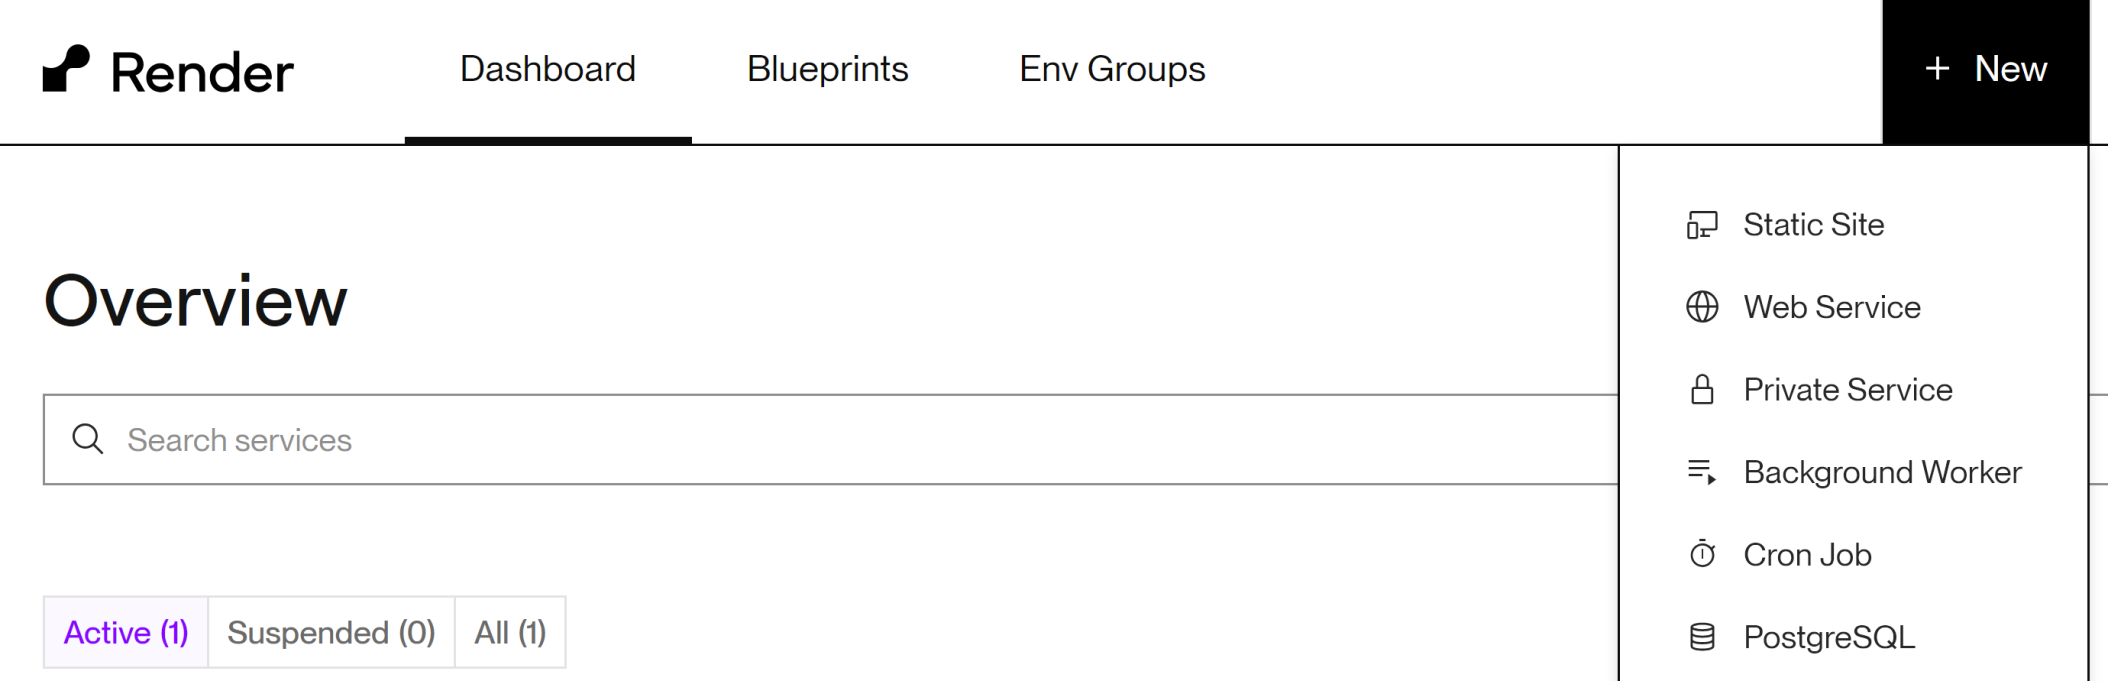 Render
Dashboard
Blueprints
Env Groups
+ New
Overview
Search services
Active (1)
Suspended (0)
All (1)
Static Site
Web Service
Private Service
Background Worker
Cron Job
PostgreSQL